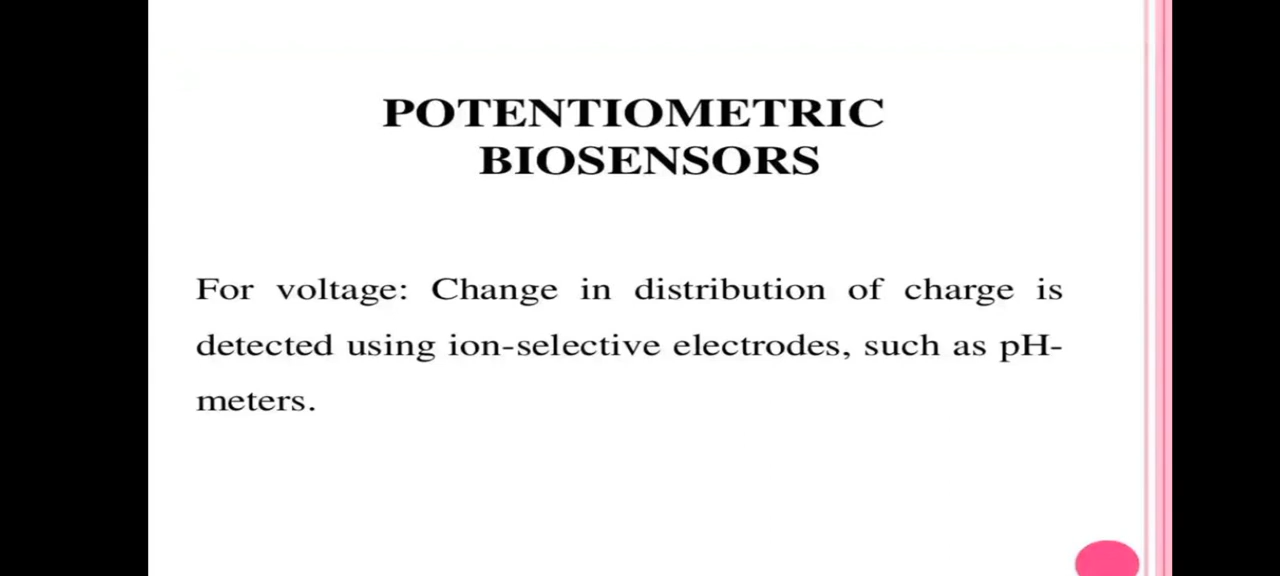 POTENTIOMETRIC
BIOSENSORS
For voltage: Change in distribution of charge is
detected using ion-selective electrodes, such as pH-
meters.